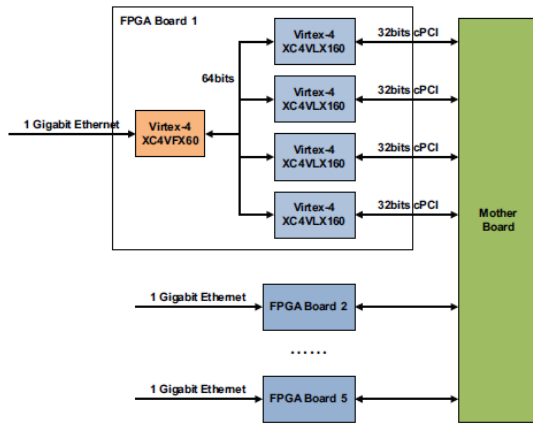 FPGA Board 1
Virtex-4
XC4VLX160
32bits cPCI
64bits
Virtex-4
XC4VLX160
32bits cPCI
1 Gigabit Ethernet
Virtex-4
XC4VFX60
Virtex-4
XC4VLX160
32bits cPCI
Virtex-4
XC4VLX160
32bits cPCI
Mother
Board
1 Gigabit Ethernet
FPGA Board 2
......
1 Gigabit Ethernet
FPGA Board 5